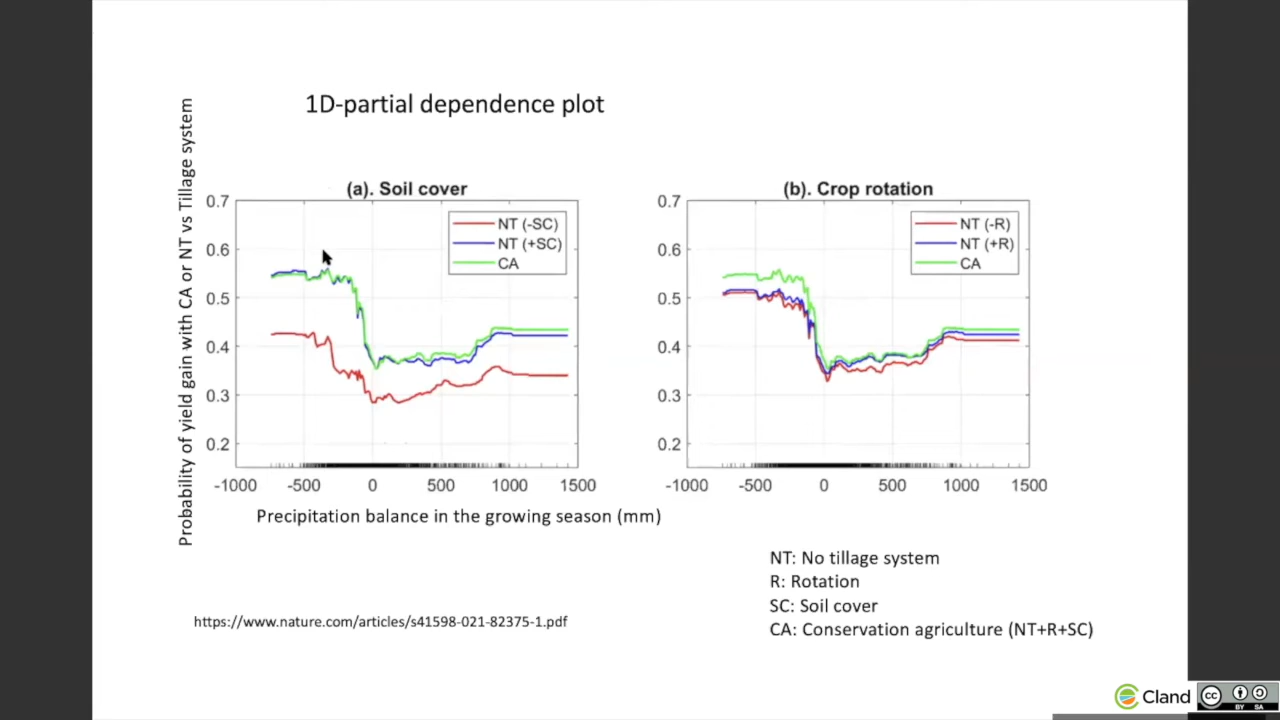 1D-partial dependence plot
Probability of yield gain with CA or NT vs Tillage system
(a). Soil cover
0.7
0.6
0.5
0.4
0.3
0.2
NT (-SC)
NT (+SC)
CA
-1000 -500 0 500 1000 1500
Precipitation balance in the growing season (mm)
(b). Crop rotation
0.7
0.6
0.5
0.4
0.3
0.2
NT (-R)
NT (+R)
CA
-1000 -500 0 500 1000 1500
NT: No tillage system
R: Rotation
SC: Soil cover
CA: Conservation agriculture (NT+R+SC)
https://www.nature.com/articles/s41598-021-82375-1.pdf
Cland
cc
BY SA